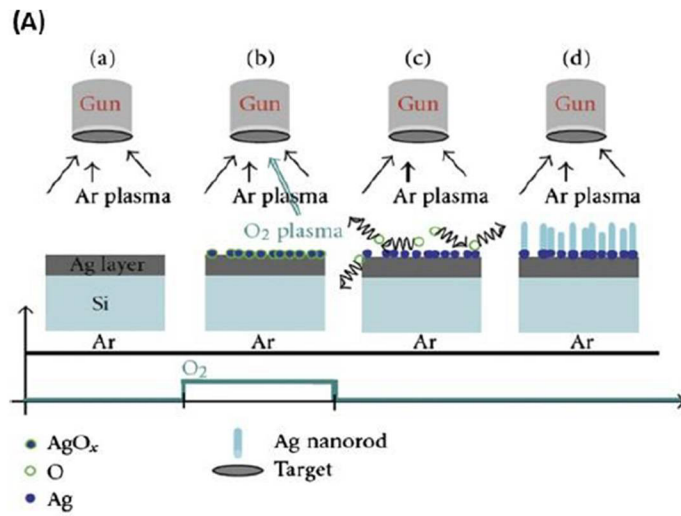 (A)
(a) (b) (c) (d)
Gun Gun Gun Gun
Ar plasma Ar plasma Ar plasma Ar plasma
O₂ plasma
Ag layer
Si
Ar Ar Ar Ar
O₂
AgOₓ
O
Ag
Ag nanorod
Target